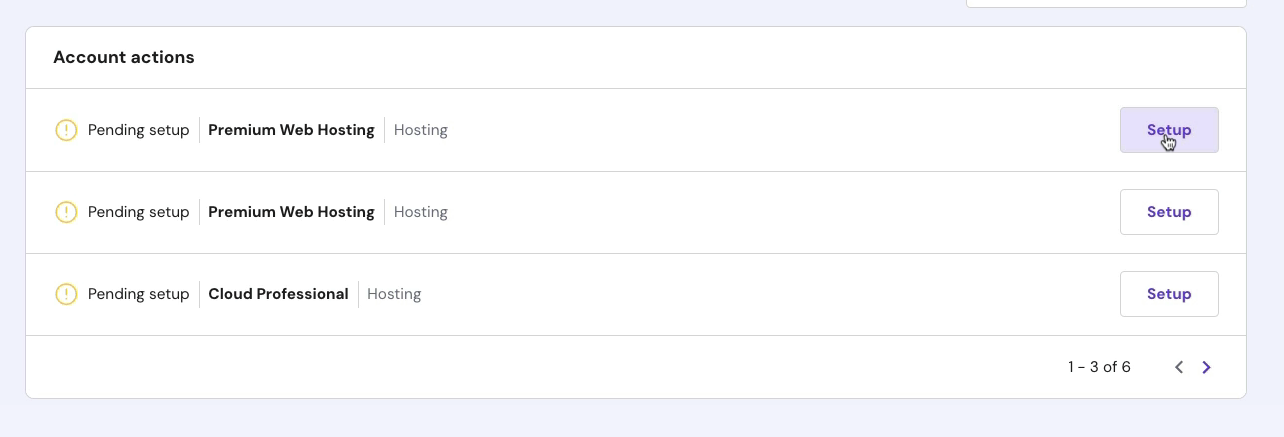 Account actions
Pending setup Premium Web Hosting Hosting Setup
Pending setup Premium Web Hosting Hosting Setup
Pending setup Cloud Professional Hosting Setup
1 - 3 of 6